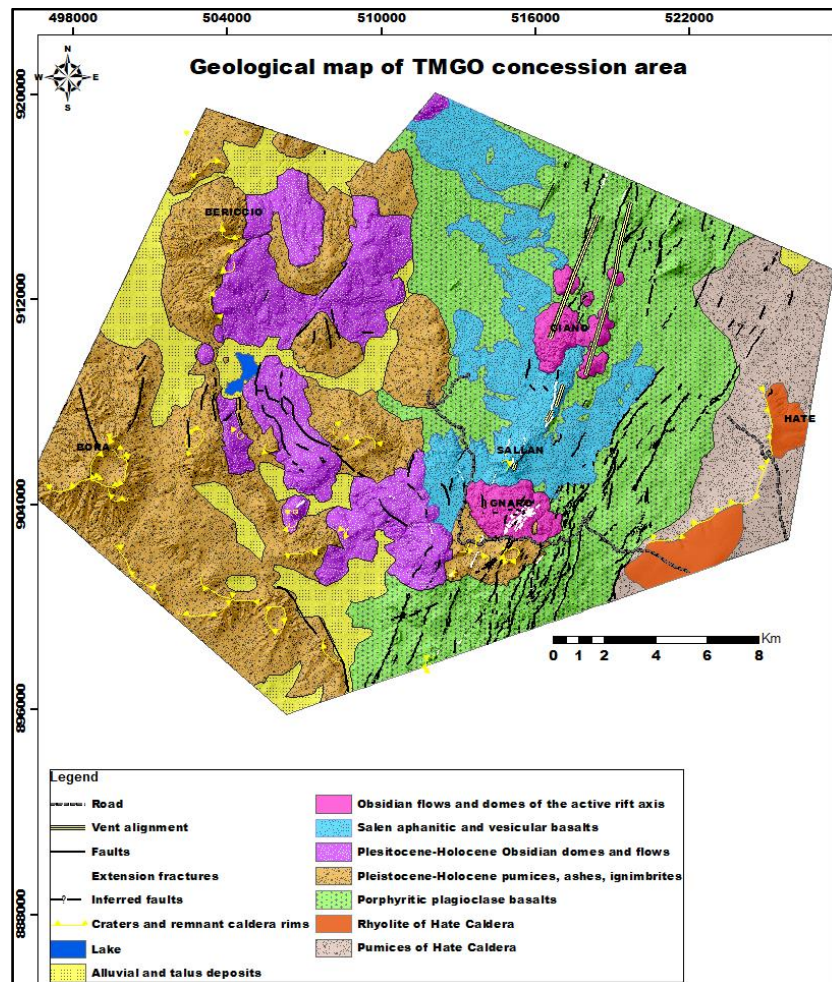 498000 504000 510000 516000 522000
Geological map of TMGO concession area
N
W E
S
920000
912000
904000
896000
888000
BERICCIO
GIANO
HATE
BORA
SALLAN
GNARO
0 1 2 4 6 8 Km
Legend
Road
Vent alignment
Faults
Extension fractures
Inferred faults
Craters and remnant caldera rims
Lake
Alluvial and talus deposits
Obsidian flows and domes of the active rift axis
Salen aphanitic and vesicular basalts
Plesitocene-Holocene Obsidian domes and flows
Pleistocene-Holocene pumices, ashes, ignimbrites
Porphyritic plagioclase basalts
Rhyolite of Hate Caldera
Pumices of Hate Caldera